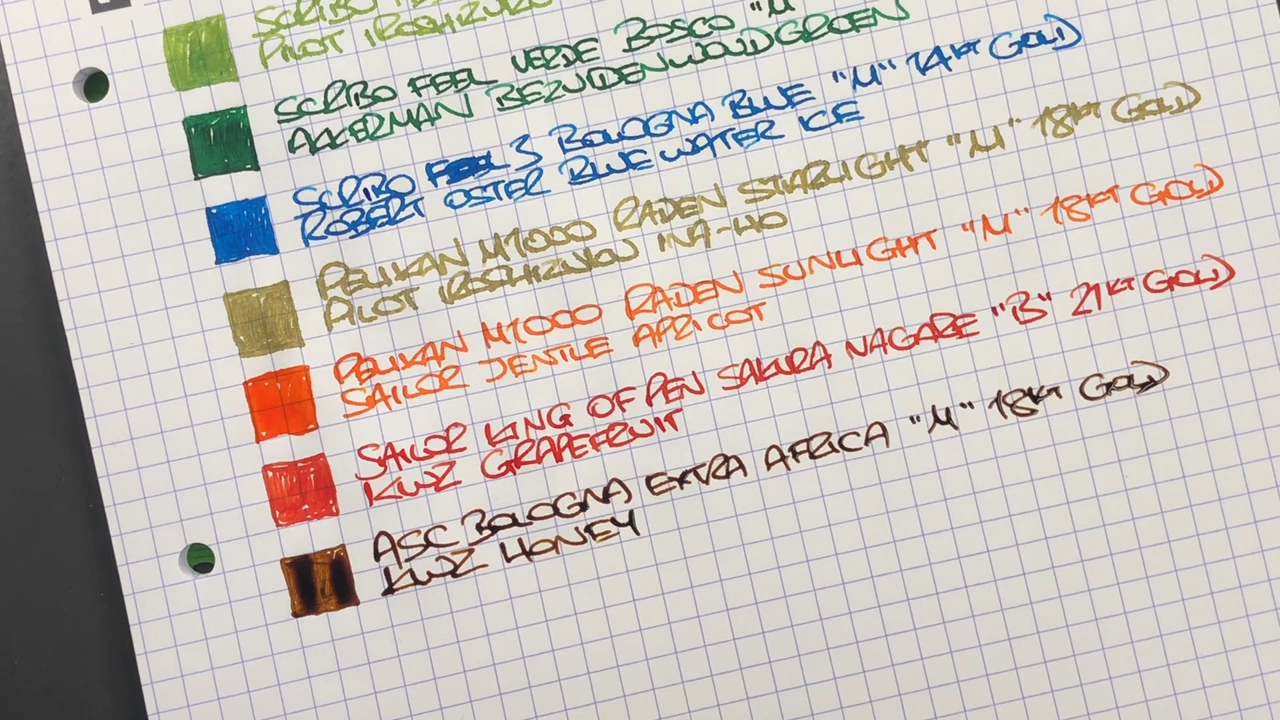 SCRIBO
PILOT IROSHIZUKU
SCRIBO FEEL VERDE BOSCO "M"
AKKERMAN BEZUIDENWOUDGROEN
SCRIBO FEEL 3 BOLOGNA BLUE "M" 14KT GOLD
ROBERT OSTER BLUE WATER ICE
PELIKAN M1000 RADEN STARLIGHT "M" 18KT GOLD
PILOT IROSHIZUKU INA-HO
PELIKAN M1000 RADEN SUNLIGHT "M" 18KT GOLD
SAILOR JENTLE APRICOT
SAILOR KING OF PEN SAKURA NAGARE "B" 21KT GOLD
KWZ GRAPEFRUIT
ASC BOLOGNA EXTRA AFRICA "M" 18KT GOLD
KWZ HONEY